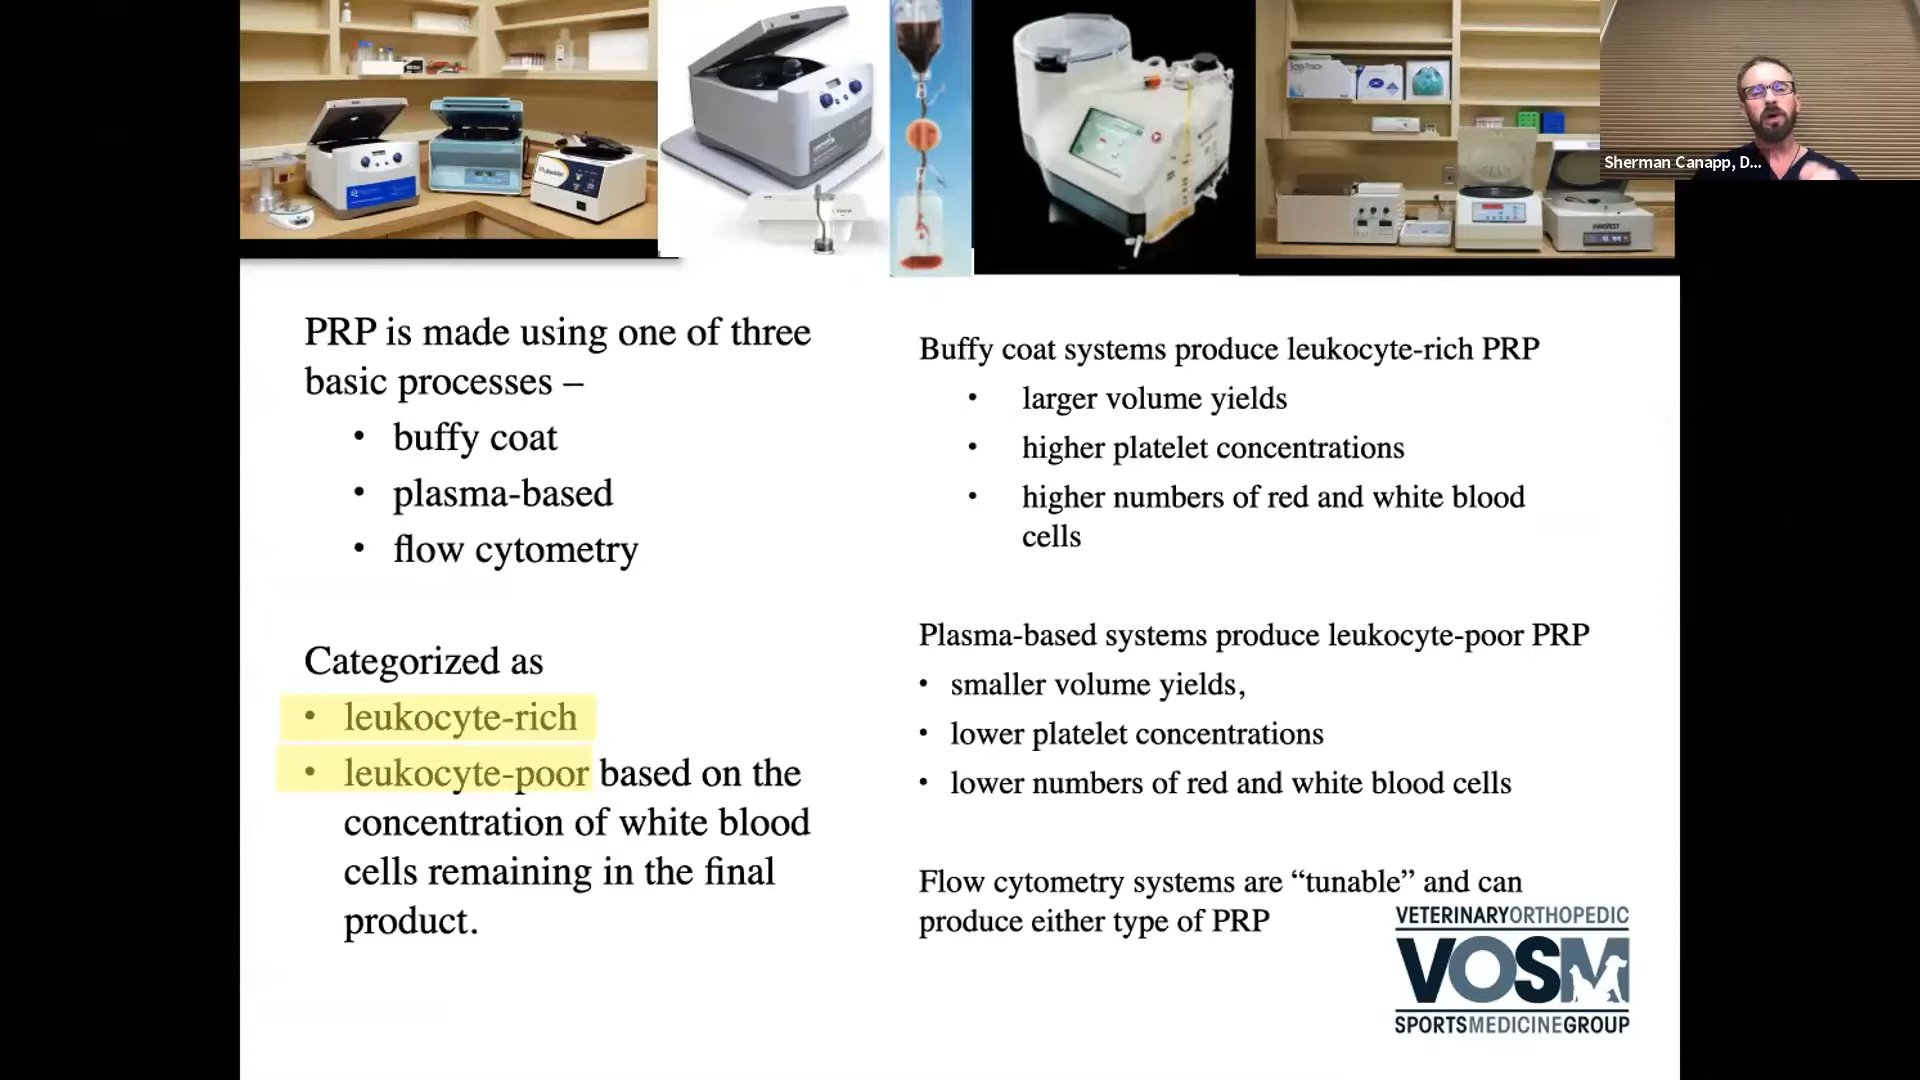 Sherman Canapp, D...
HARVEST
PRP is made using one of three
basic processes –
• buffy coat
• plasma-based
• flow cytometry
Categorized as
• leukocyte-rich
• leukocyte-poor based on the
concentration of white blood
cells remaining in the final
product.
Buffy coat systems produce leukocyte-rich PRP
• larger volume yields
• higher platelet concentrations
• higher numbers of red and white blood
cells
Plasma-based systems produce leukocyte-poor PRP
• smaller volume yields,
• lower platelet concentrations
• lower numbers of red and white blood cells
Flow cytometry systems are “tunable” and can
produce either type of PRP
VETERINARYORTHOPEDIC
VOSM
SPORTSMEDICINEGROUP